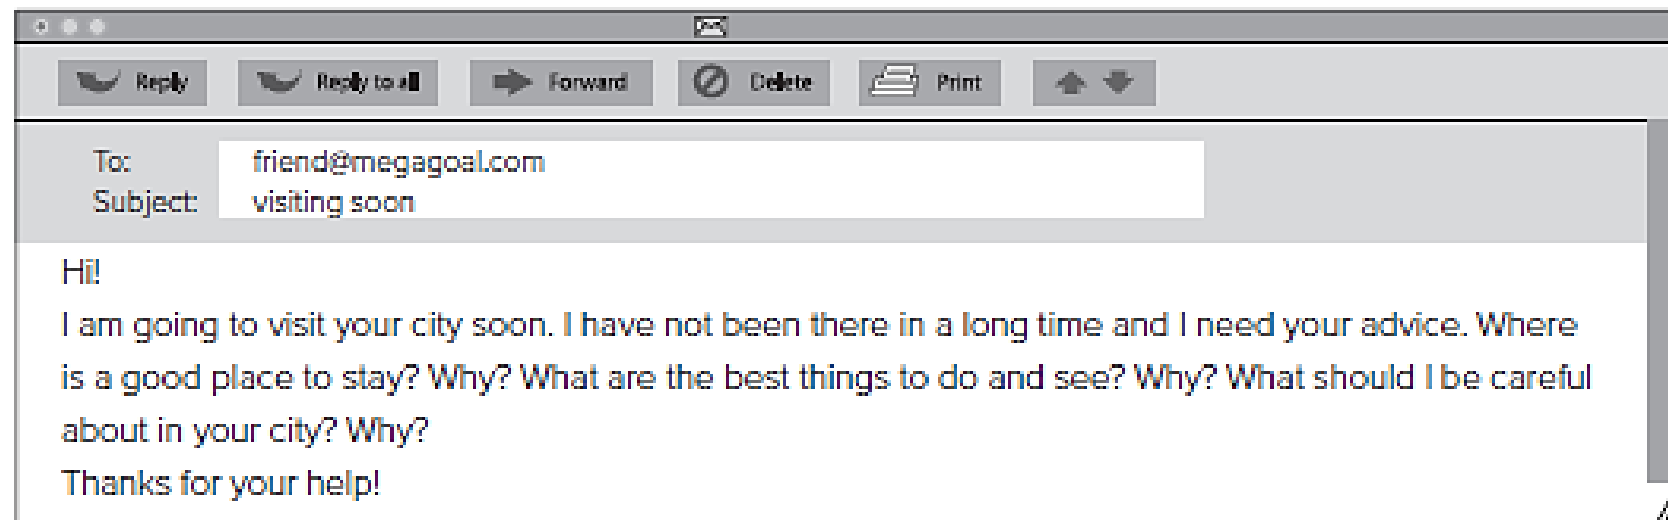 Reply Reply to all Forward Delete Print
To: friend@megagoal.com
Subject: visiting soon
Hi!
I am going to visit your city soon. I have not been there in a long time and I need your advice. Where
is a good place to stay? Why? What are the best things to do and see? Why? What should I be careful
about in your city? Why?
Thanks for your help!